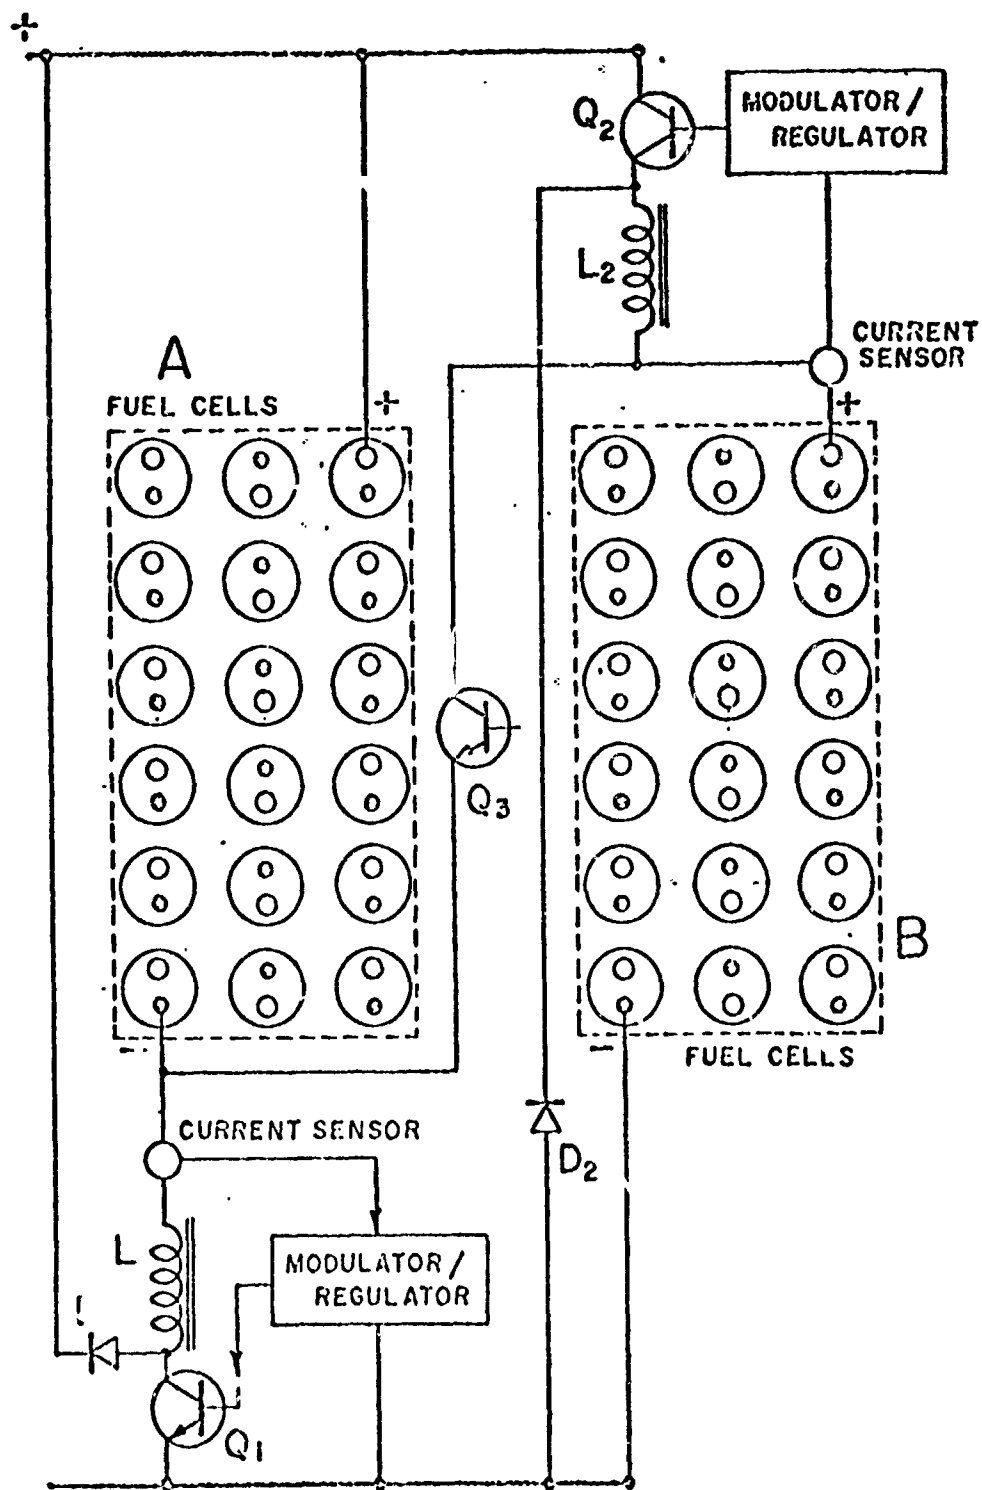 +
Q2
MODULATOR/
REGULATOR
L2
CURRENT
SENSOR
A
FUEL CELLS
+
+
Q3
B
-
-
FUEL CELLS
CURRENT SENSOR
D2
L
MODULATOR/
REGULATOR
Q1